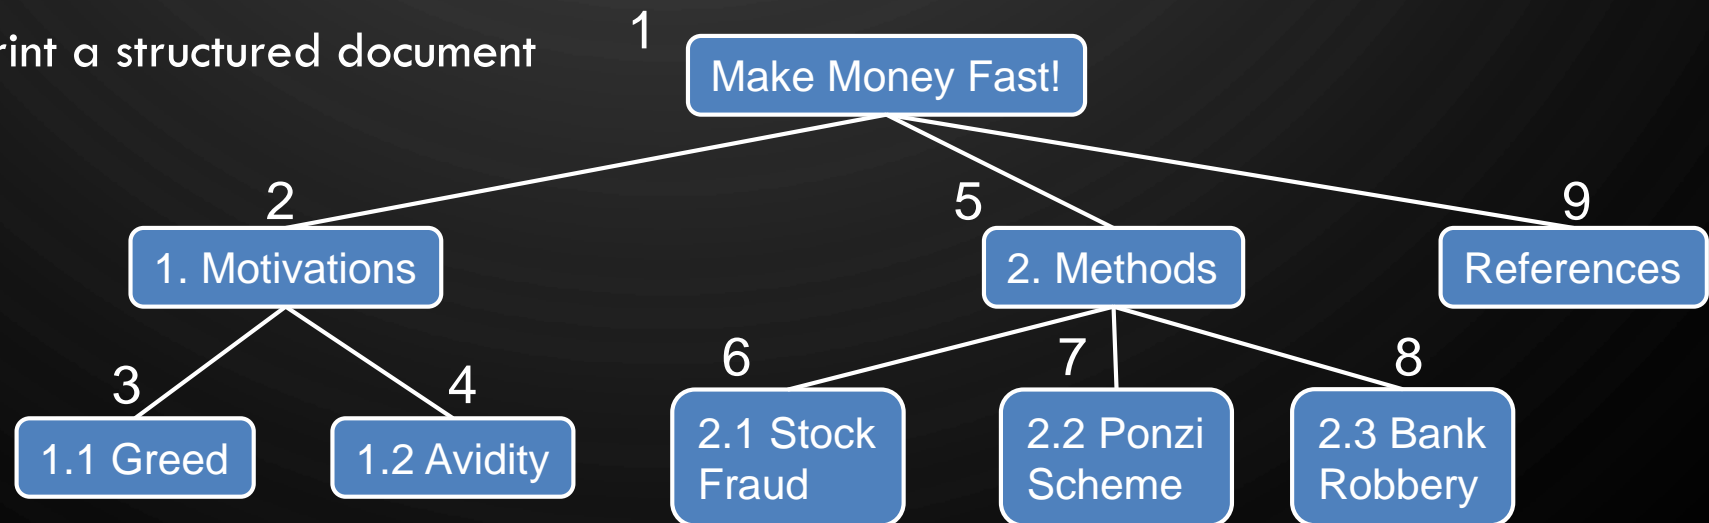 rint a structured document
1
Make Money Fast!
2
5
9
1. Motivations
2. Methods
References
3
4
6
7
8
1.1 Greed
1.2 Avidity
2.1 Stock
Fraud
2.2 Ponzi
Scheme
2.3 Bank
Robbery